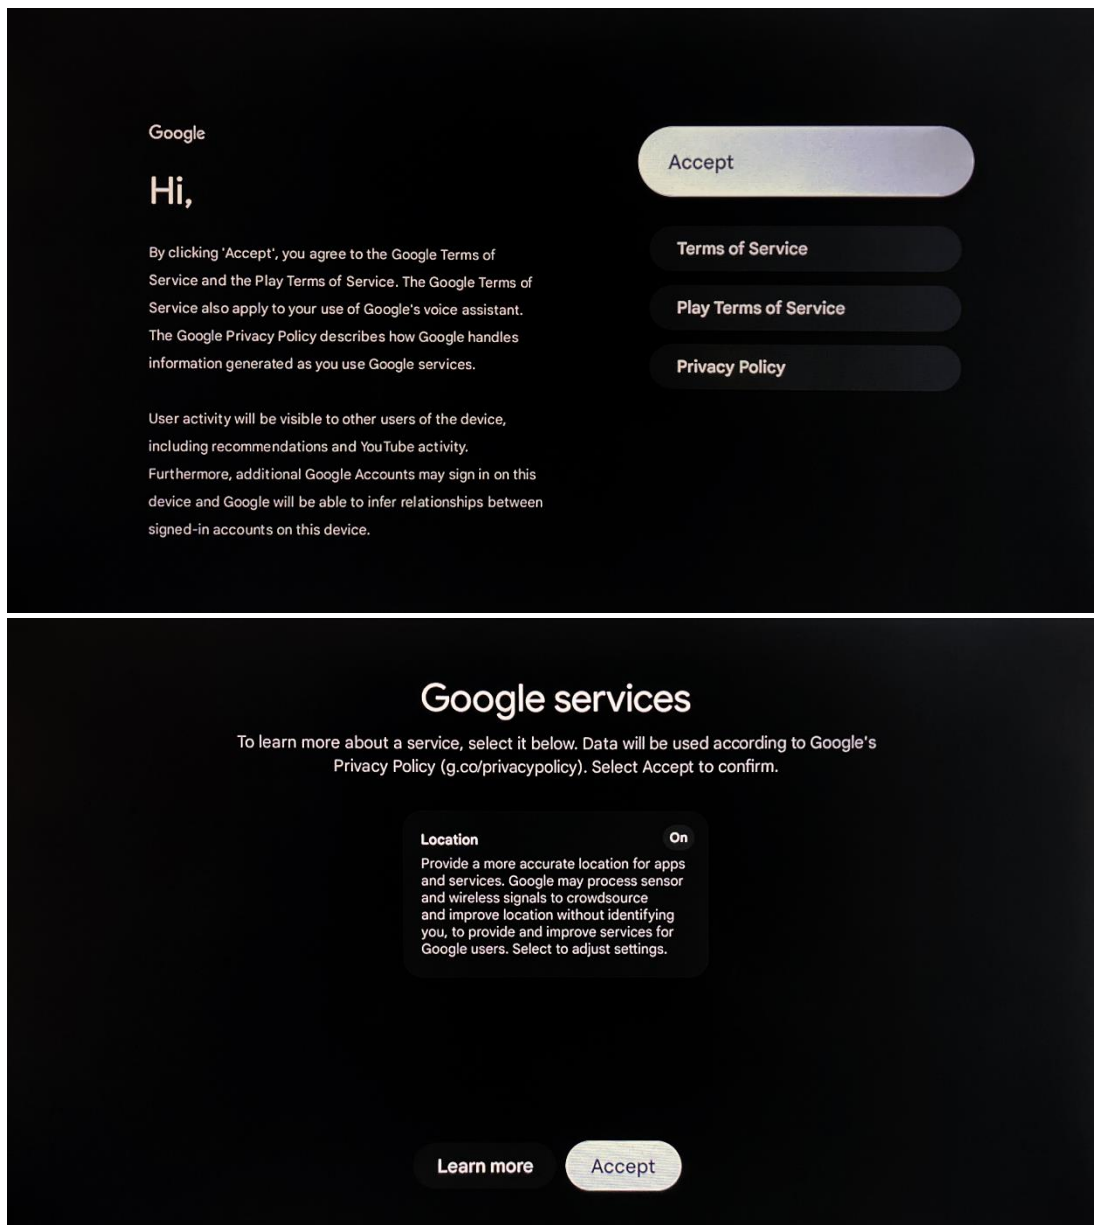 Google
Hi,
By clicking 'Accept', you agree to the Google Terms of
Service and the Play Terms of Service. The Google Terms of
Service also apply to your use of Google's voice assistant.
The Google Privacy Policy describes how Google handles
information generated as you use Google services.
User activity will be visible to other users of the device,
including recommendations and YouTube activity.
Furthermore, additional Google Accounts may sign in on this
device and Google will be able to infer relationships between
signed-in accounts on this device.
Accept
Terms of Service
Play Terms of Service
Privacy Policy
Google services
To learn more about a service, select it below. Data will be used according to Google's
Privacy Policy (g.co/privacypolicy). Select Accept to confirm.
Location
On
Provide a more accurate location for apps
and services. Google may process sensor
and wireless signals to crowdsource
and improve location without identifying
you, to provide and improve services for
Google users. Select to adjust settings.
Learn more
Accept